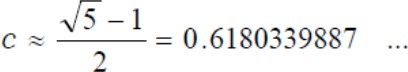 c ≈ (√5 − 1) / 2 = 0.6180339887 ...